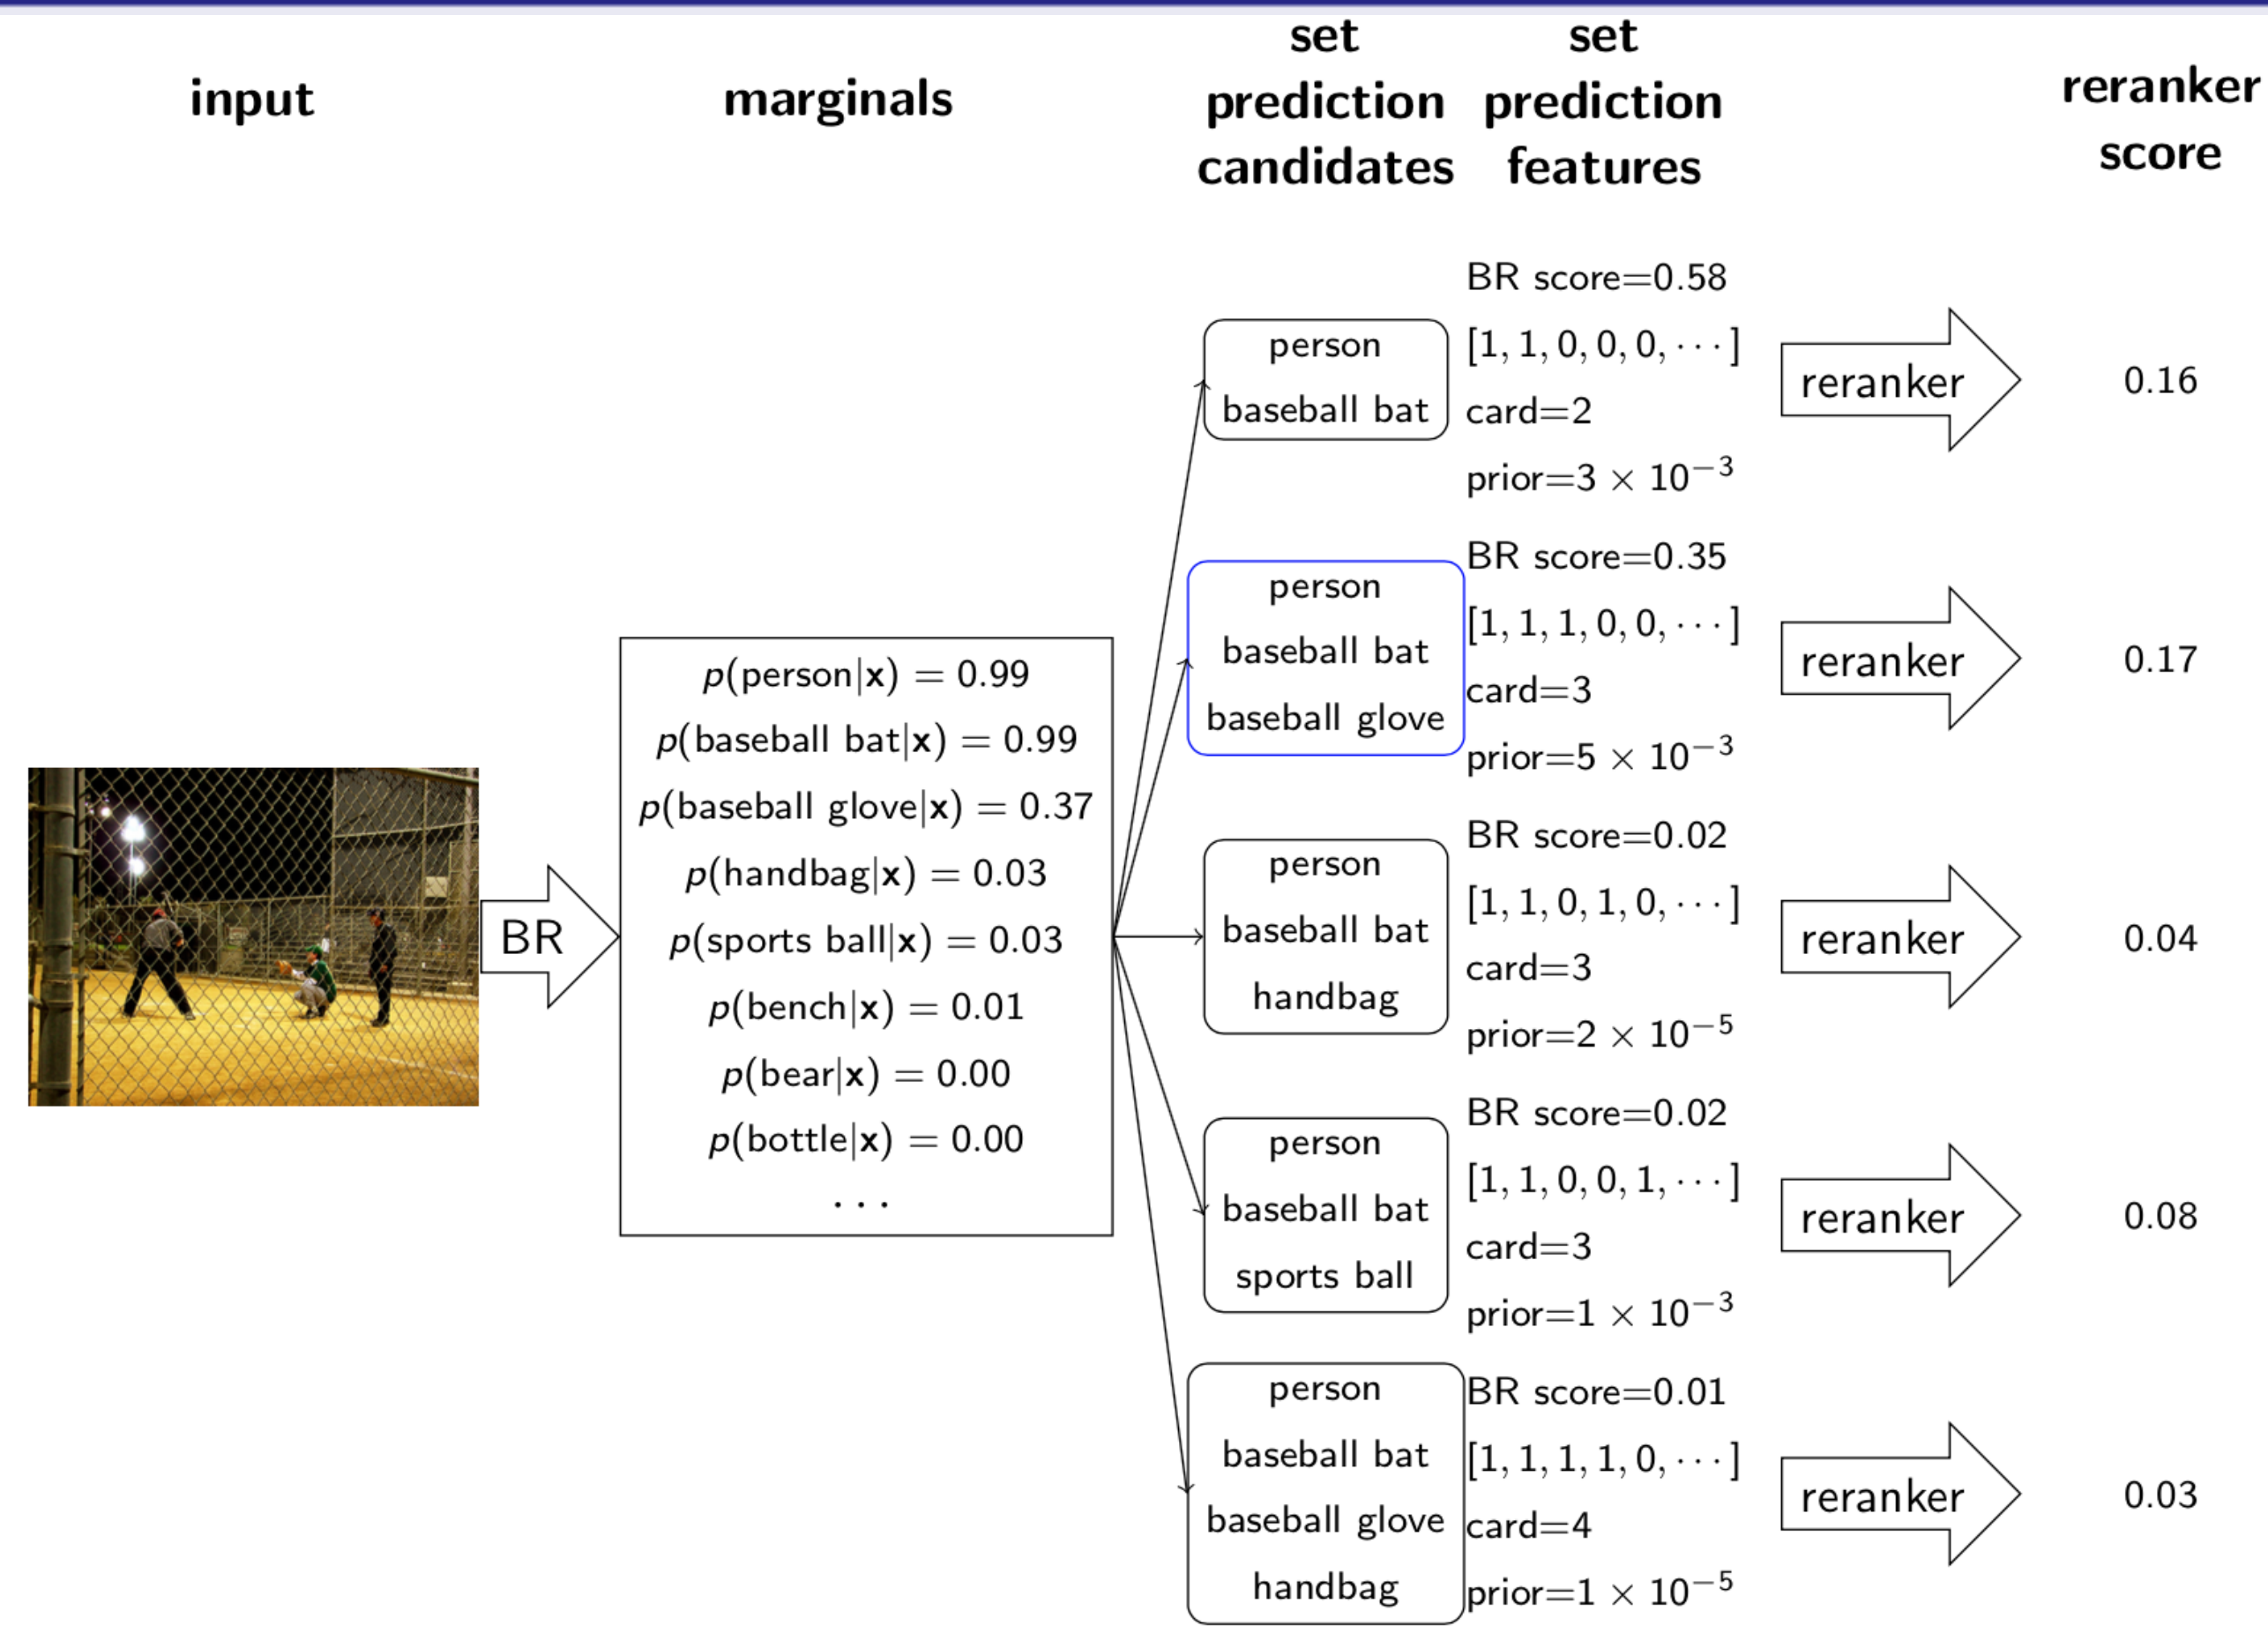 input
marginals
set
prediction
candidates
set
prediction
features
reranker
score
BR
p(person|x) = 0.99
p(baseball bat|x) = 0.99
p(baseball glove|x) = 0.37
p(handbag|x) = 0.03
p(sports ball|x) = 0.03
p(bench|x) = 0.01
p(bear|x) = 0.00
p(bottle|x) = 0.00
· · ·
person
baseball bat
BR score=0.58
[1, 1, 0, 0, 0, · · · ]
card=2
prior=3 × 10⁻³
reranker
0.16
person
baseball bat
baseball glove
BR score=0.35
[1, 1, 1, 0, 0, · · · ]
card=3
prior=5 × 10⁻³
reranker
0.17
person
baseball bat
handbag
BR score=0.02
[1, 1, 0, 1, 0, · · · ]
card=3
prior=2 × 10⁻⁵
reranker
0.04
person
baseball bat
sports ball
BR score=0.02
[1, 1, 0, 0, 1, · · · ]
card=3
prior=1 × 10⁻³
reranker
0.08
person
baseball bat
baseball glove
handbag
BR score=0.01
[1, 1, 1, 1, 0, · · · ]
card=4
prior=1 × 10⁻⁵
reranker
0.03